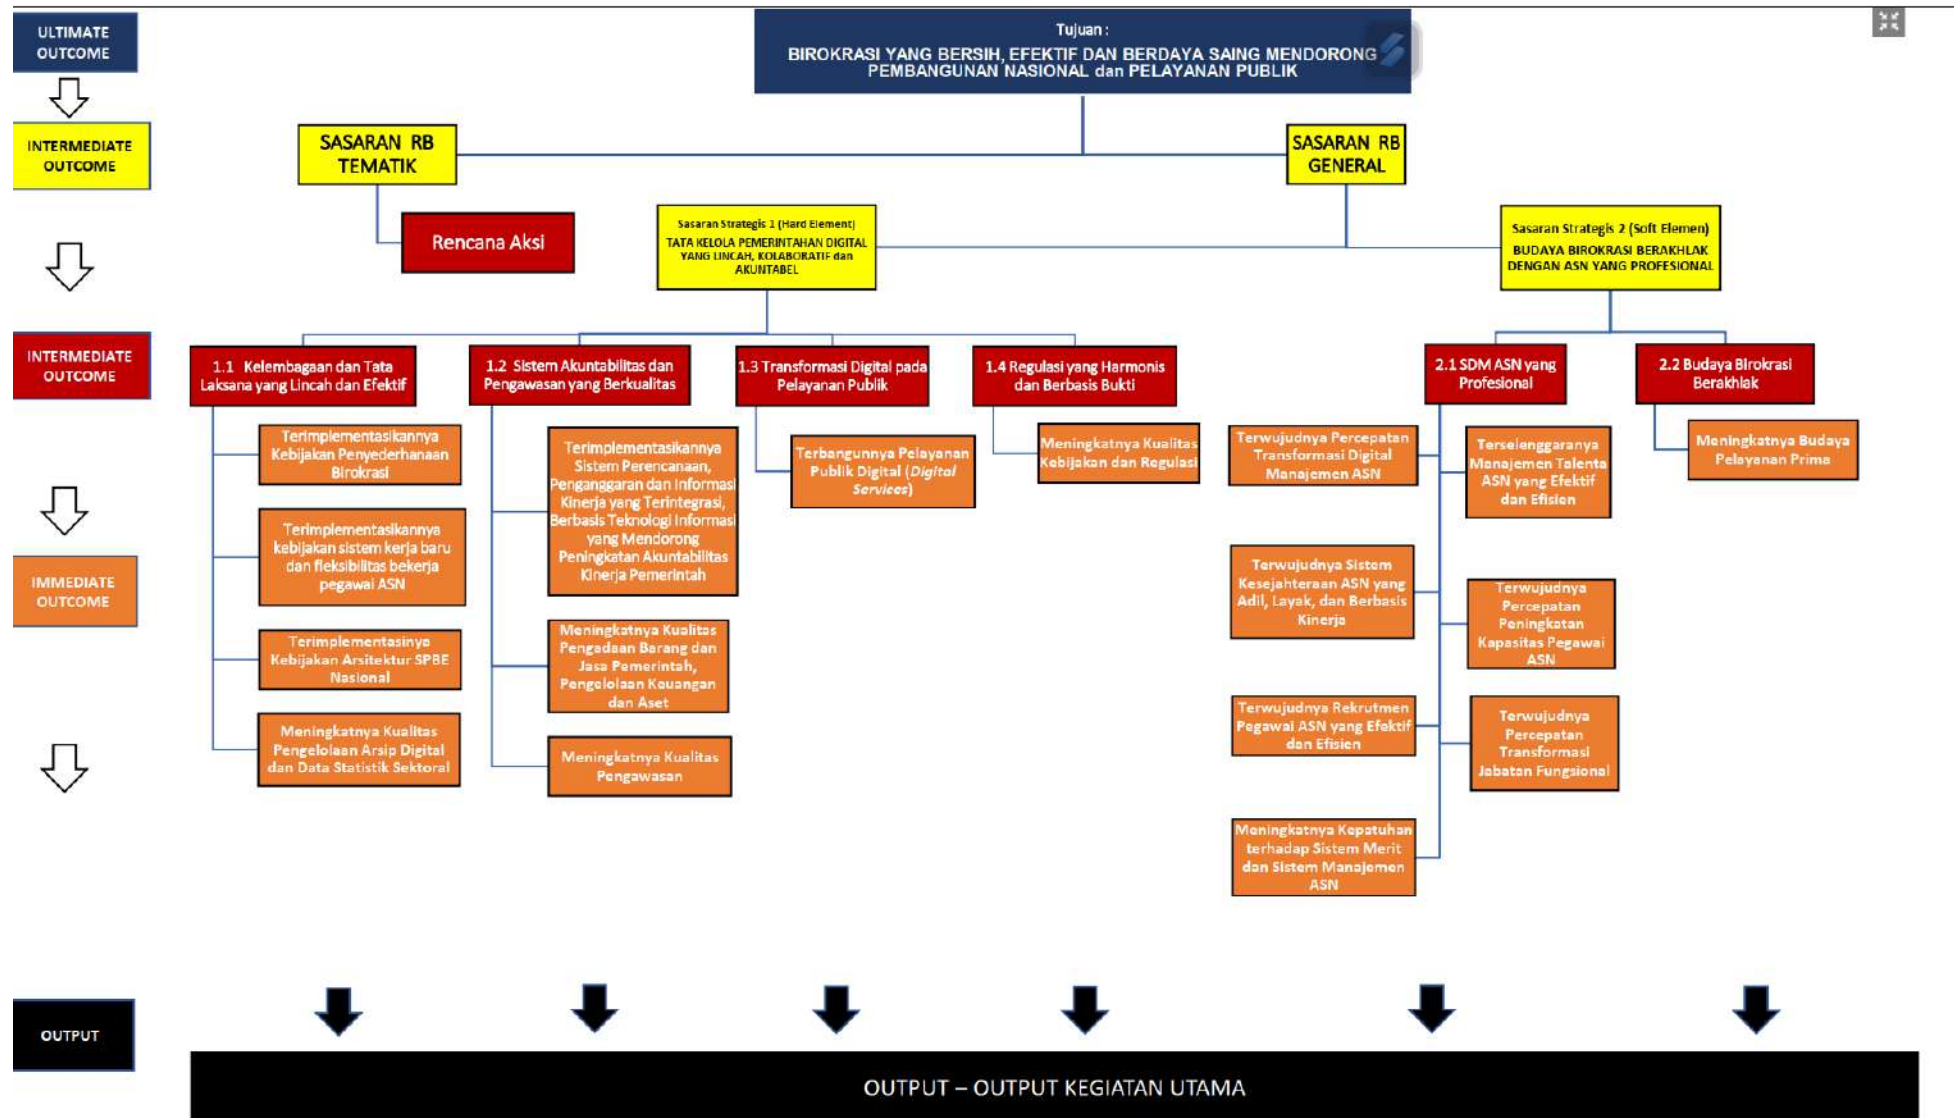 ULTIMATE
OUTCOME
Tujuan :
BIROKRASI YANG BERSIH, EFEKTIF DAN BERDAYA SAING MENDORONG
PEMBANGUNAN NASIONAL dan PELAYANAN PUBLIK
INTERMEDIATE
OUTCOME
SASARAN RB
TEMATIK
SASARAN RB
GENERAL
Rencana Aksi
Sasaran Strategis 1 (Hard Element)
TATA KELOLA PEMERINTAHAN DIGITAL
YANG LINCAH, KOLABORATIF dan
AKUNTABEL
Sasaran Strategis 2 (Soft Elemen)
BUDAYA BIROKRASI BERAKHLAK
DENGAN ASN YANG PROFESIONAL
INTERMEDIATE
OUTCOME
1.1 Kelembagaan dan Tata
Laksana yang Lincah dan Efektif
1.2 Sistem Akuntabilitas dan
Pengawasan yang Berkualitas
1.3 Transformasi Digital pada
Pelayanan Publik
1.4 Regulasi yang Harmonis
dan Berbasis Bukti
2.1 SDM ASN yang
Profesional
2.2 Budaya Birokrasi
Berakhlak
IMMEDIATE
OUTCOME
Terimplementasikannya
Kebijakan Penyederhanaan
Birokrasi
Terimplementasikannya
kebijakan sistem kerja baru
dan fleksibilitas bekerja
pegawai ASN
Terimplementasinya
Kebijakan Arsitektur SPBE
Nasional
Meningkatnya Kualitas
Pengelolaan Arsip Digital
dan Data Statistik Sektoral
Terimplementasikannya
Sistem Perencanaan,
Penganggaran dan Informasi
Kinerja yang Terintegrasi,
Berbasis Teknologi Informasi
yang Mendorong
Peningkatan Akuntabilitas
Kinerja Pemerintah
Meningkatnya Kualitas
Pengadaan Barang dan
Jasa Pemerintah,
Pengelolaan Keuangan
dan Aset
Meningkatnya Kualitas
Pengawasan
Terbangunnya Pelayanan
Publik Digital (Digital
Services)
Meningkatnya Kualitas
Kebijakan dan Regulasi
Terwujudnya Percepatan
Transformasi Digital
Manajemen ASN
Terwujudnya Sistem
Kesejahteraan ASN yang
Adil, Layak, dan Berbasis
Kinerja
Terwujudnya Rekrutmen
Pegawai ASN yang Efektif
dan Efisien
Meningkatnya Kepatuhan
terhadap Sistem Merit
dan Sistem Manajemen
ASN
Terselenggaranya
Manajemen Talenta
ASN yang Efektif
dan Efisien
Terwujudnya
Percepatan
Peningkatan
Kapasitas Pegawai
ASN
Terwujudnya
Percepatan
Transformasi
Jabatan Fungsional
Meningkatnya Budaya
Pelayanan Prima
OUTPUT
OUTPUT – OUTPUT KEGIATAN UTAMA